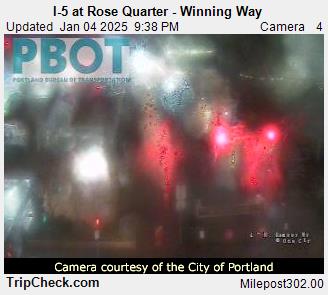 I-5 at Rose Quarter - Winning Way
Updated Jan 04 2025 9:38 PM Camera 4
PBOT
PORTLAND BUREAU OF TRANSPORTATION
Camera courtesy of the City of Portland
TripCheck.com Milepost302.00